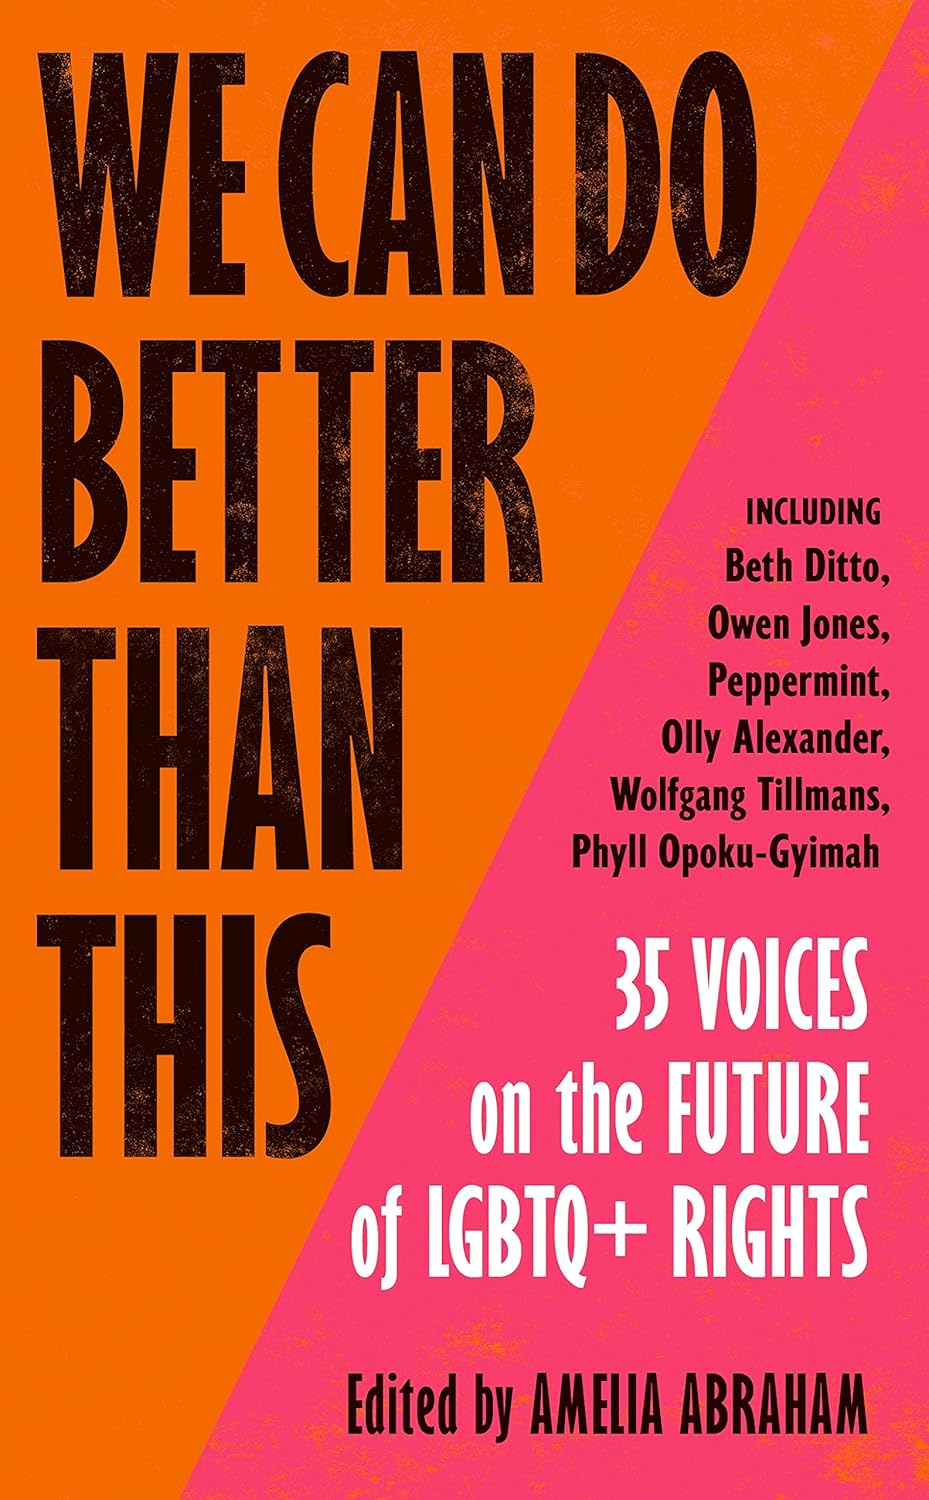 WE CAN DO
BETTER
THAN
THIS
INCLUDING
Beth Ditto,
Owen Jones,
Peppermint,
Olly Alexander,
Wolfgang Tillmans,
Phyll Opoku-Gyimah
35 VOICES
on the FUTURE
of LGBTQ+ RIGHTS
Edited by AMELIA ABRAHAM